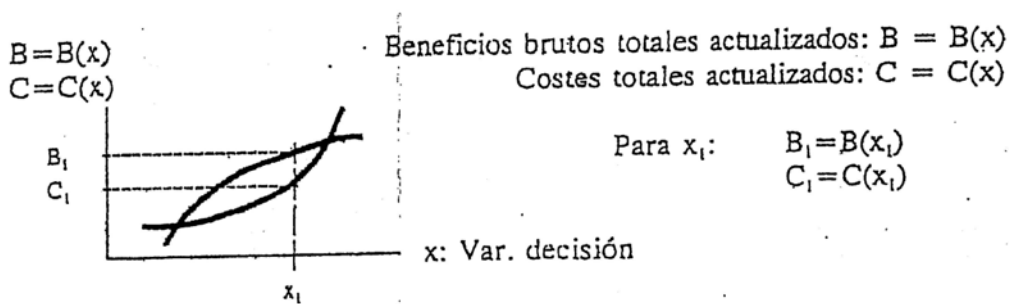 B=B(x)
C=C(x)
Beneficios brutos totales actualizados: B = B(x)
Costes totales actualizados: C = C(x)
Para x₁: B₁=B(x₁)
C₁=C(x₁)
B₁
C₁
x: Var. decisión
x₁